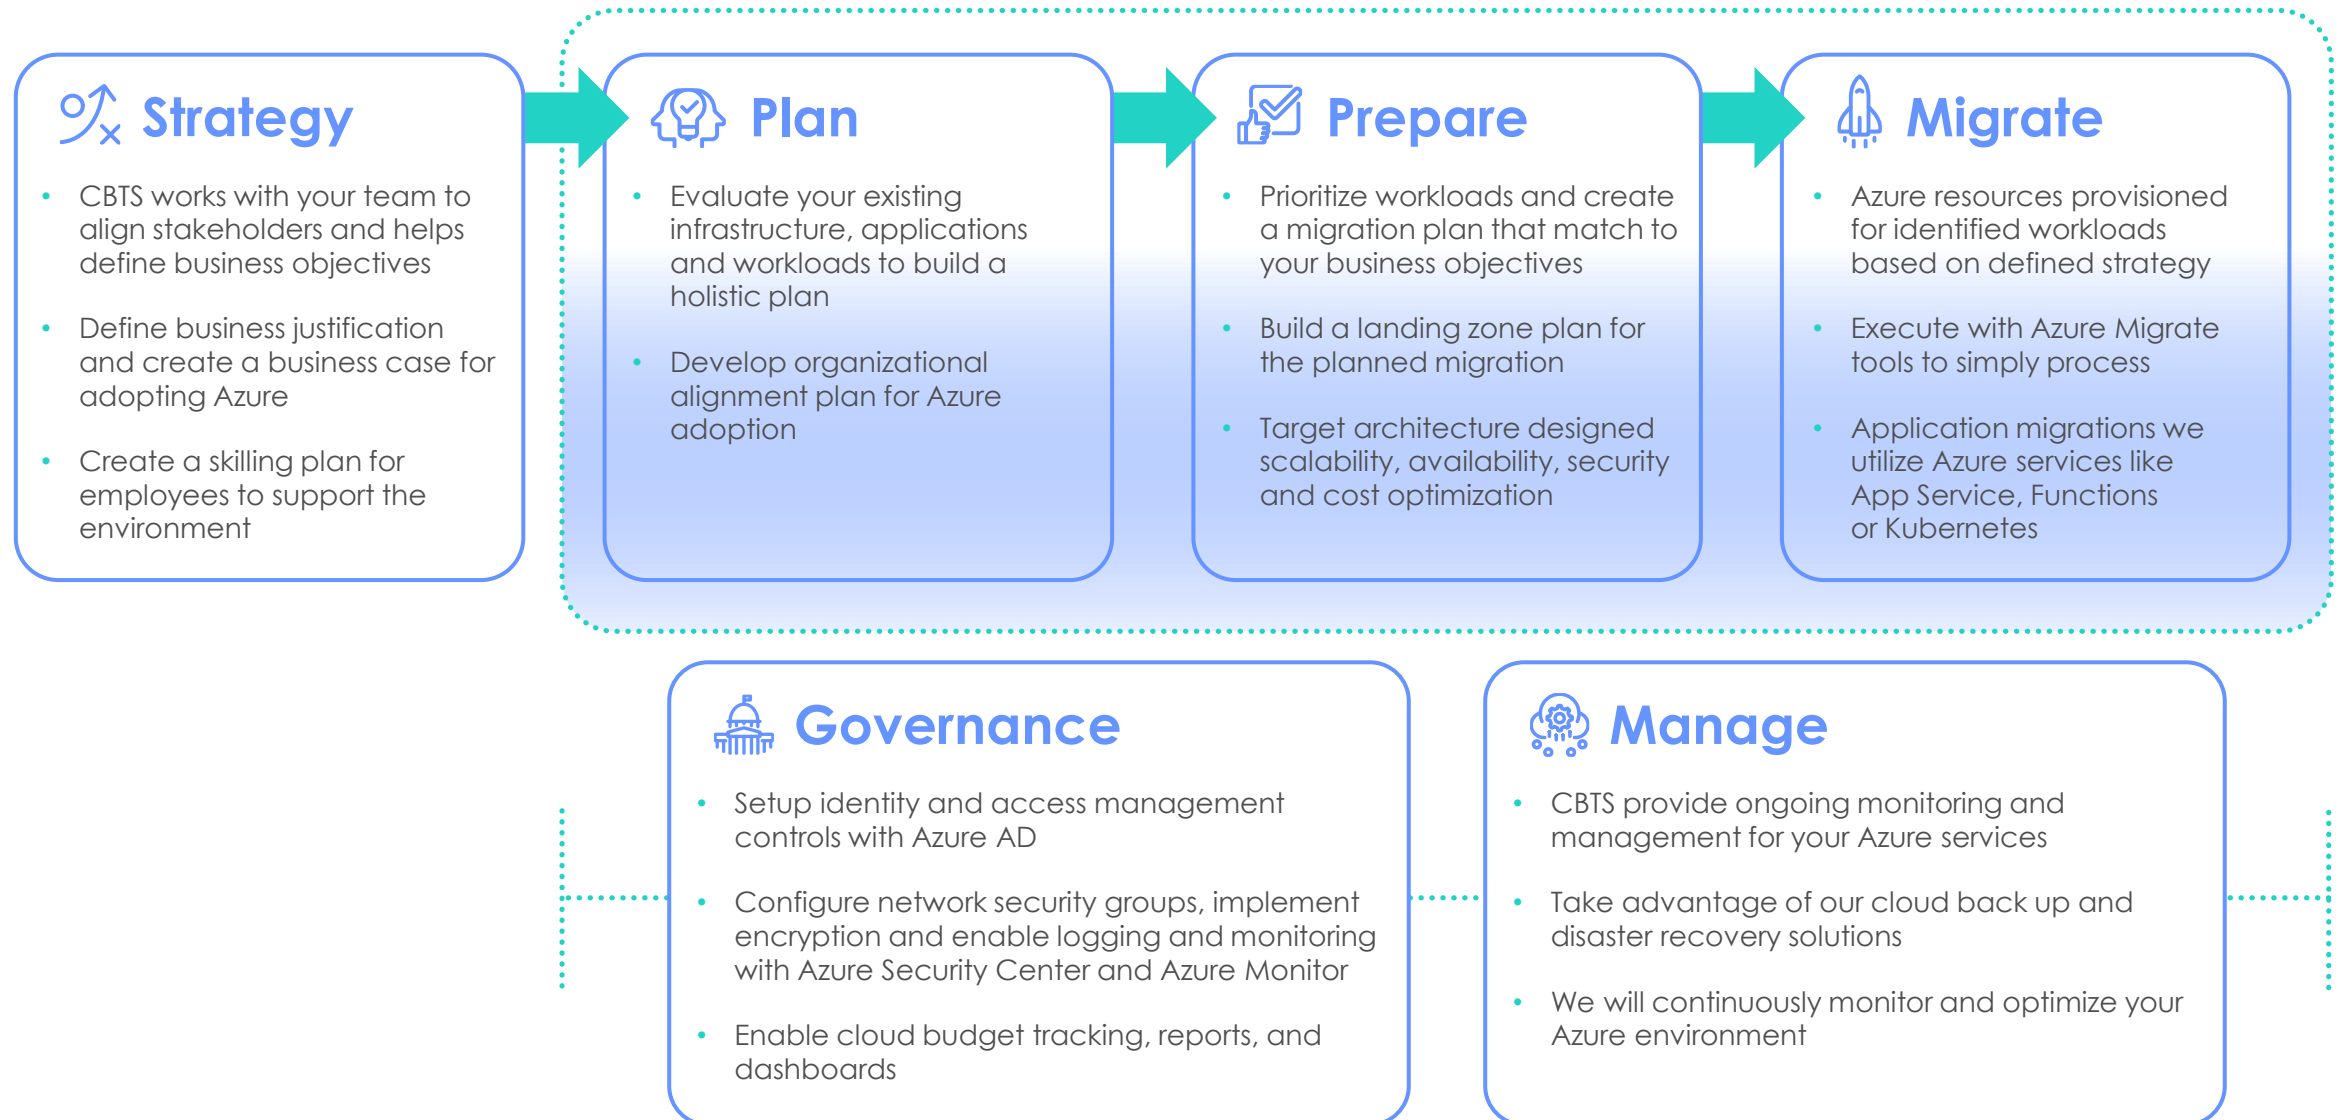 Strategy
• CBTS works with your team to
align stakeholders and helps
define business objectives
• Define business justification
and create a business case for
adopting Azure
• Create a skilling plan for
employees to support the
environment
Plan
• Evaluate your existing
infrastructure, applications
and workloads to build a
holistic plan
• Develop organizational
alignment plan for Azure
adoption
Prepare
• Prioritize workloads and create
a migration plan that match to
your business objectives
• Build a landing zone plan for
the planned migration
• Target architecture designed
scalability, availability, security
and cost optimization
Migrate
• Azure resources provisioned
for identified workloads
based on defined strategy
• Execute with Azure Migrate
tools to simply process
• Application migrations we
utilize Azure services like
App Service, Functions
or Kubernetes
Governance
• Setup identity and access management
controls with Azure AD
• Configure network security groups, implement
encryption and enable logging and monitoring
with Azure Security Center and Azure Monitor
• Enable cloud budget tracking, reports, and
dashboards
Manage
• CBTS provide ongoing monitoring and
management for your Azure services
• Take advantage of our cloud back up and
disaster recovery solutions
• We will continuously monitor and optimize your
Azure environment